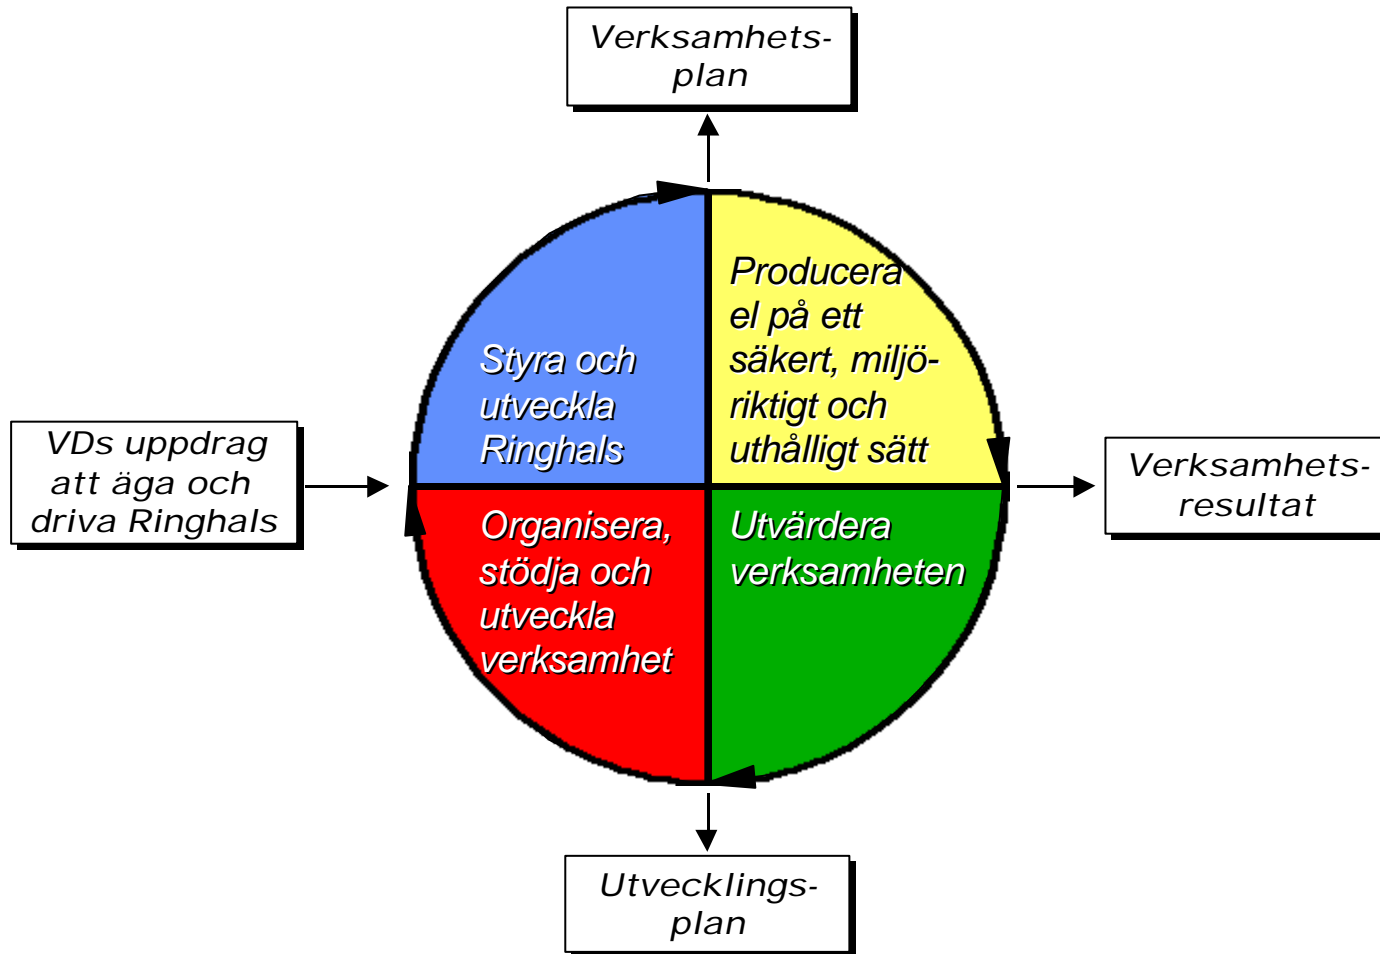 Verksamhets-
plan
Styra och
utveckla
Ringhals
Producera
el på ett
säkert, miljö-
riktigt och
uthålligt sätt
VDs uppdrag
att äga och
driva Ringhals
Verksamhets-
resultat
Organisera,
stödja och
utveckla
verksamhet
Utvärdera
verksamheten
Utvecklings-
plan